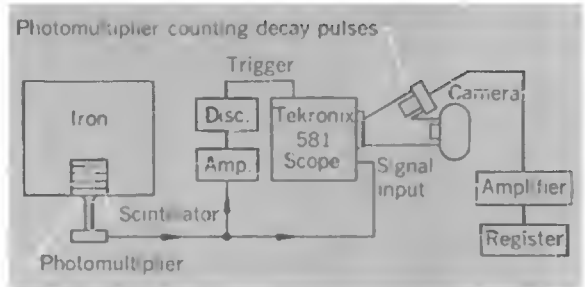 Photomultiplier counting decay pulses
Trigger
Camera
Iron
Disc.
Tekronix
581
Scope
Amp.
Signal
input
Amplifier
Scintillator
Register
Photomultiplier